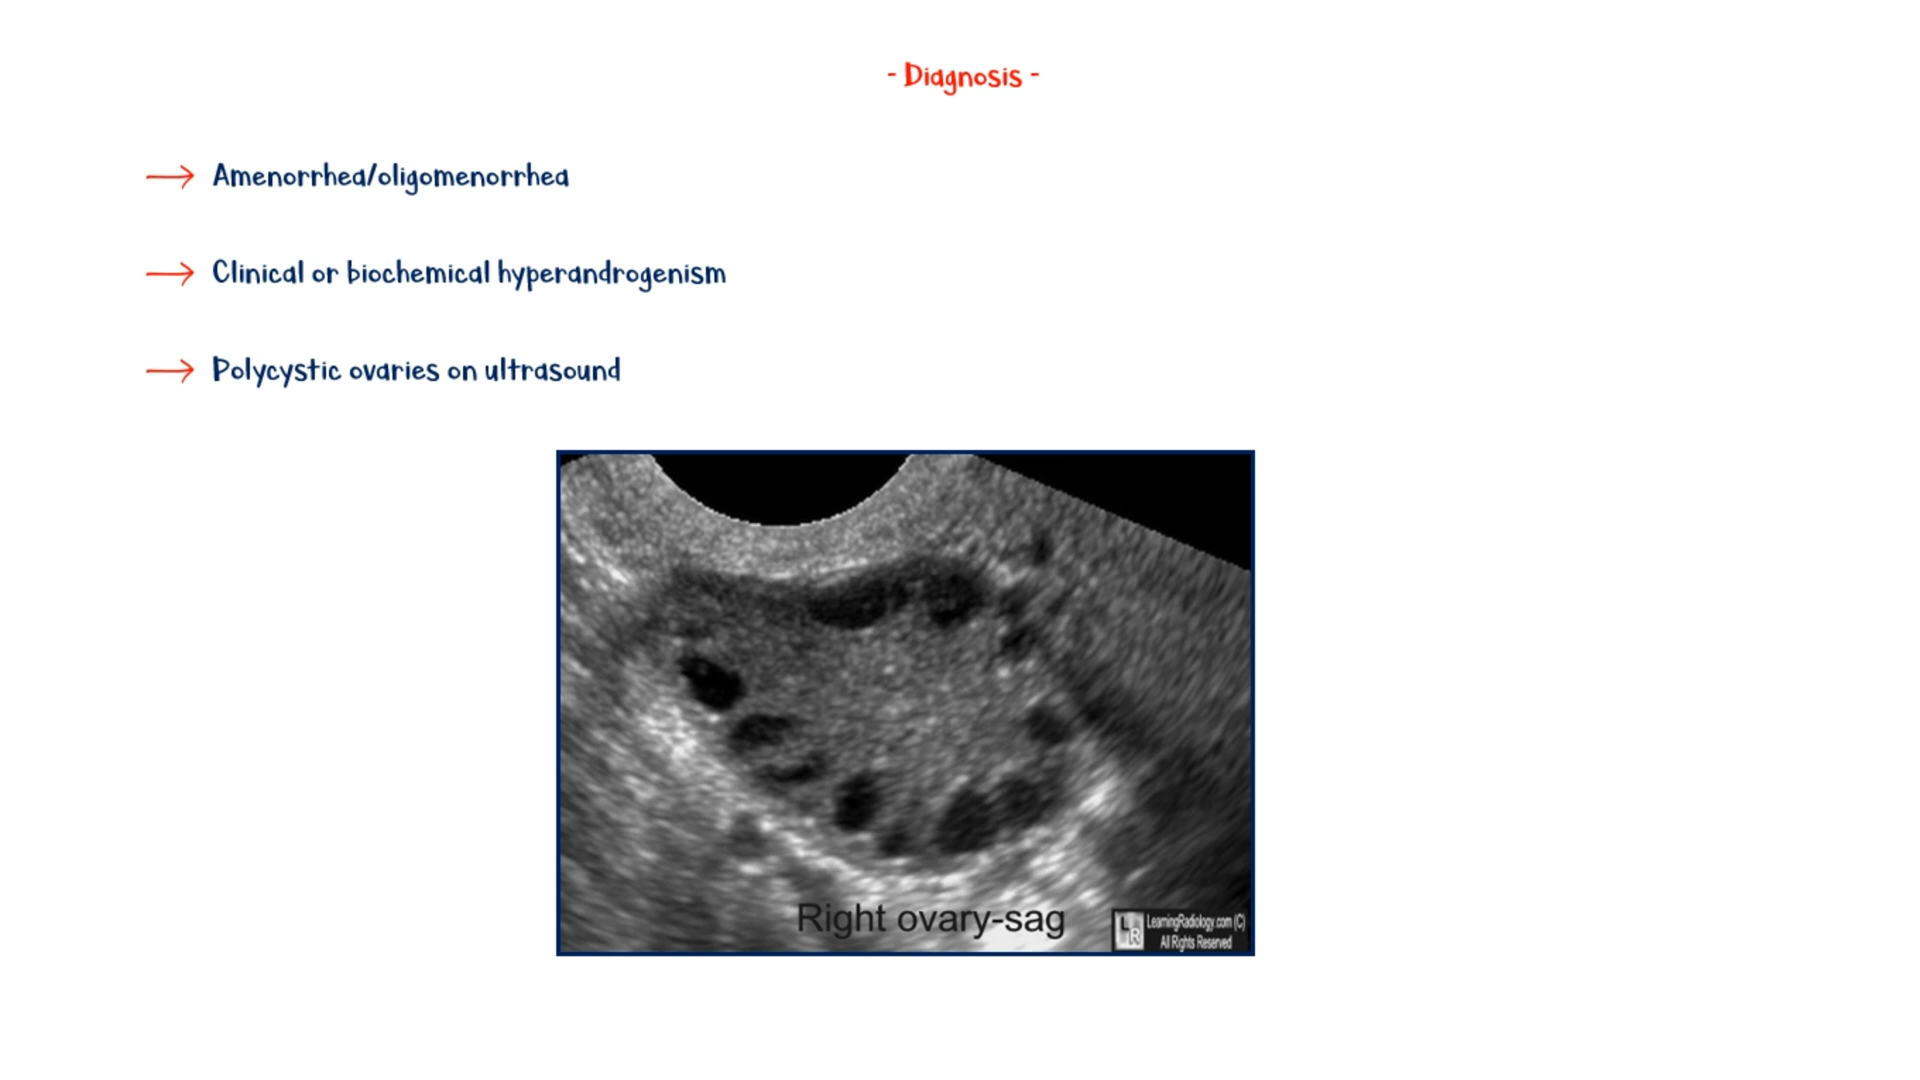 - Diagnosis -
Amenorrhea/oligomenorrhea
Clinical or biochemical hyperandrogenism
Polycystic ovaries on ultrasound
Right ovary-sag
LR
LearningRadiology.com (C)
All Rights Reserved